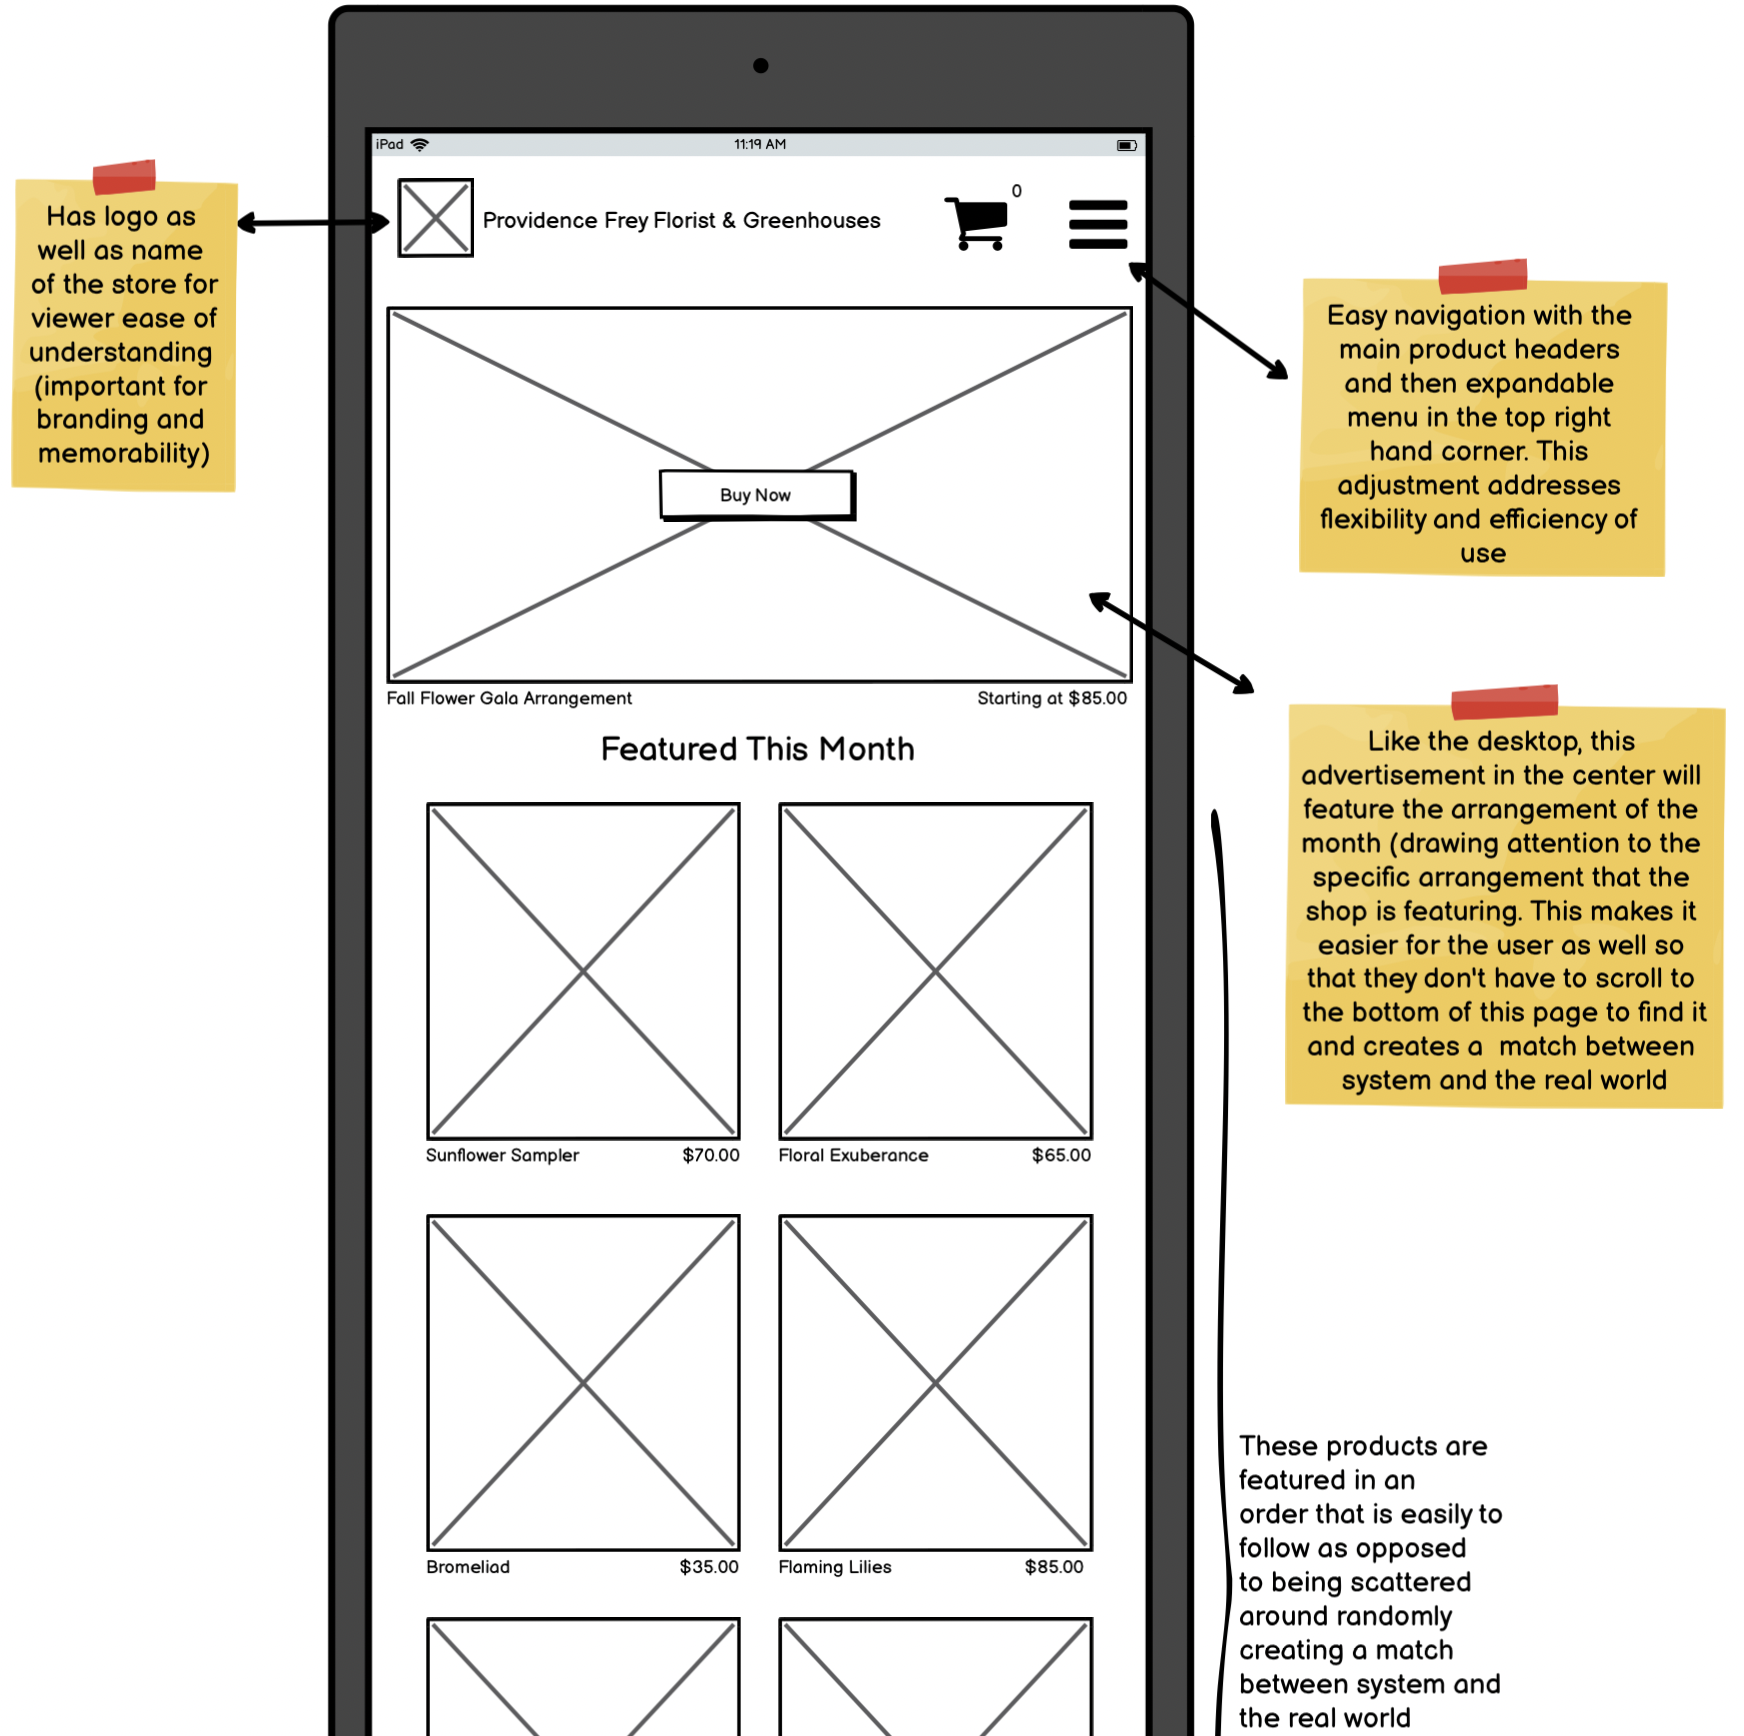 iPad
11:19 AM
Has logo as
well as name
of the store for
viewer ease of
understanding
(important for
branding and
memorability)
Providence Frey Florist & Greenhouses
0
Easy navigation with the
main product headers
and then expandable
menu in the top right
hand corner. This
adjustment addresses
flexibility and efficiency of
use
Buy Now
Fall Flower Gala Arrangement
Starting at $85.00
Like the desktop, this
advertisement in the center will
feature the arrangement of the
month (drawing attention to the
specific arrangement that the
shop is featuring. This makes it
easier for the user as well so
that they don't have to scroll to
the bottom of this page to find it
and creates a match between
system and the real world
Featured This Month
Sunflower Sampler
$70.00
Floral Exuberance
$65.00
Bromeliad
$35.00
Flaming Lilies
$85.00
These products are
featured in an
order that is easily to
follow as opposed
to being scattered
around randomly
creating a match
between system and
the real world